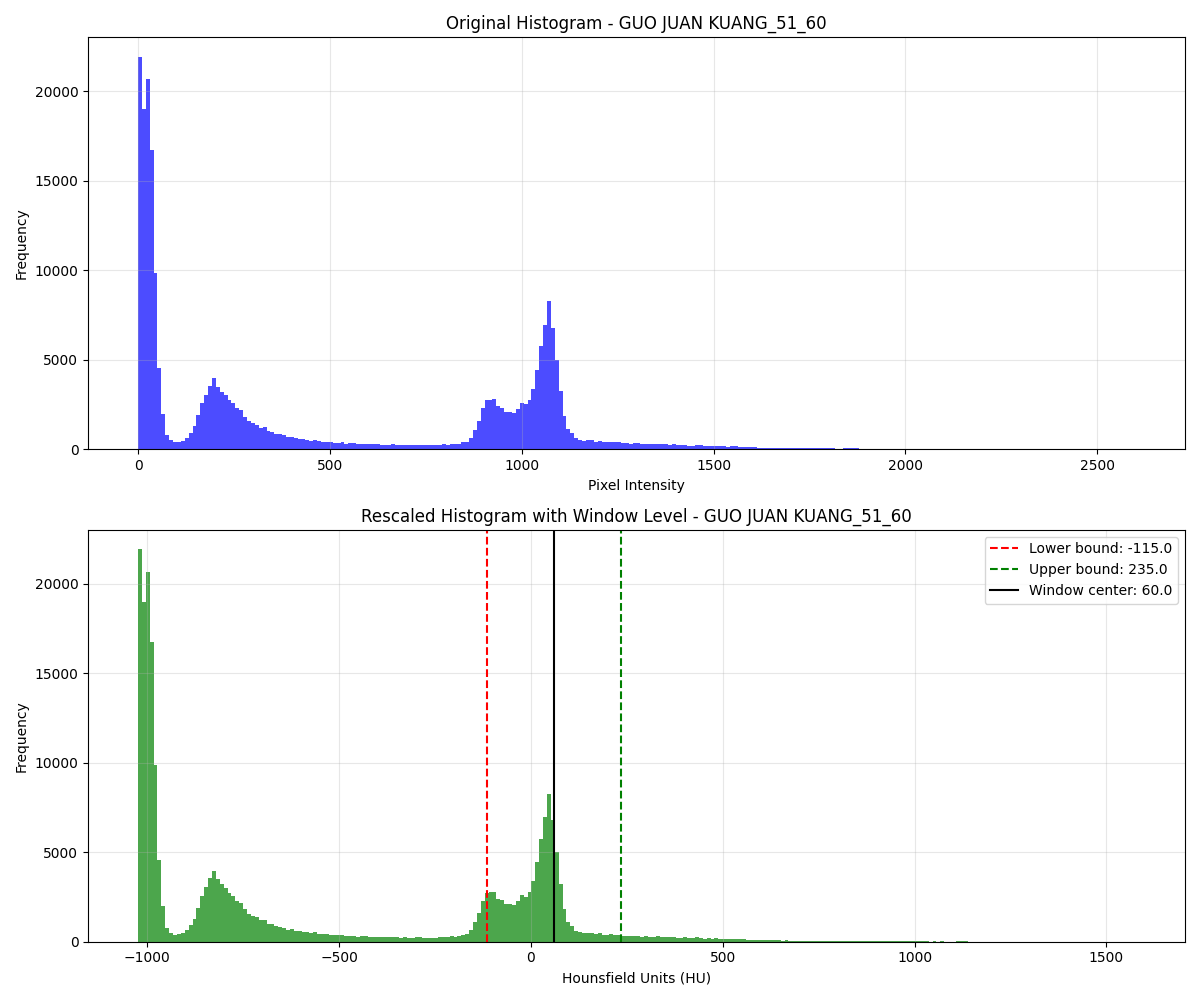 Original Histogram - GUO JUAN KUANG_51_60
20000
15000
10000
5000
0
Frequency
0 500 1000 1500 2000 2500
Pixel Intensity
Rescaled Histogram with Window Level - GUO JUAN KUANG_51_60
Lower bound: -115.0
Upper bound: 235.0
Window center: 60.0
20000
15000
10000
5000
0
Frequency
−1000 −500 0 500 1000 1500
Hounsfield Units (HU)